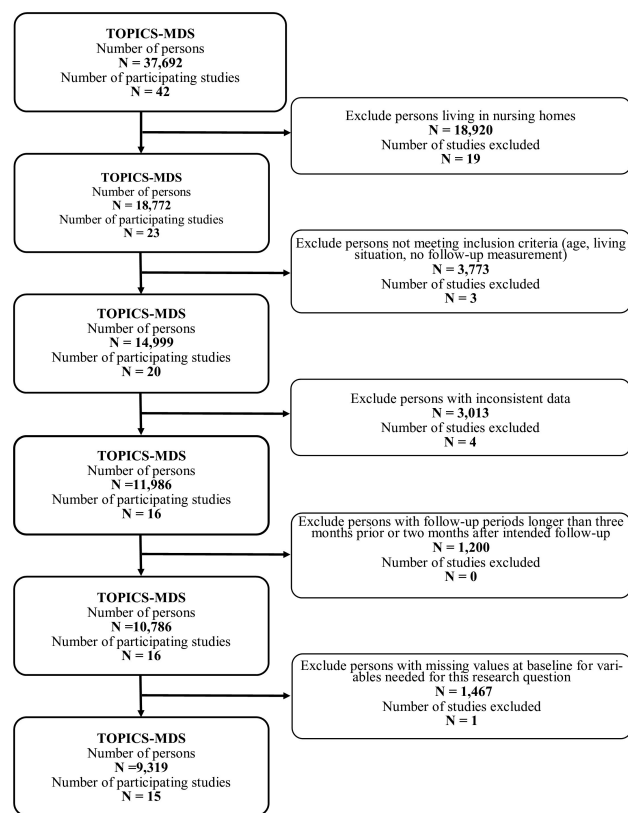 TOPICS-MDS
Number of persons
N = 37,692
Number of participating studies
N = 42
Exclude persons living in nursing homes
N = 18,920
Number of studies excluded
N = 19
TOPICS-MDS
Number of persons
N = 18,772
Number of participating studies
N = 23
Exclude persons not meeting inclusion criteria (age, living
situation, no follow-up measurement)
N = 3,773
Number of studies excluded
N = 3
TOPICS-MDS
Number of persons
N = 14,999
Number of participating studies
N = 20
Exclude persons with inconsistent data
N = 3,013
Number of studies excluded
N = 4
TOPICS-MDS
Number of persons
N =11,986
Number of participating studies
N = 16
Exclude persons with follow-up periods longer than three
months prior or two months after intended follow-up
N = 1,200
Number of studies excluded
N = 0
TOPICS-MDS
Number of persons
N =10,786
Number of participating studies
N = 16
Exclude persons with missing values at baseline for vari-
ables needed for this research question
N = 1,467
Number of studies excluded
N = 1
TOPICS-MDS
Number of persons
N =9,319
Number of participating studies
N = 15